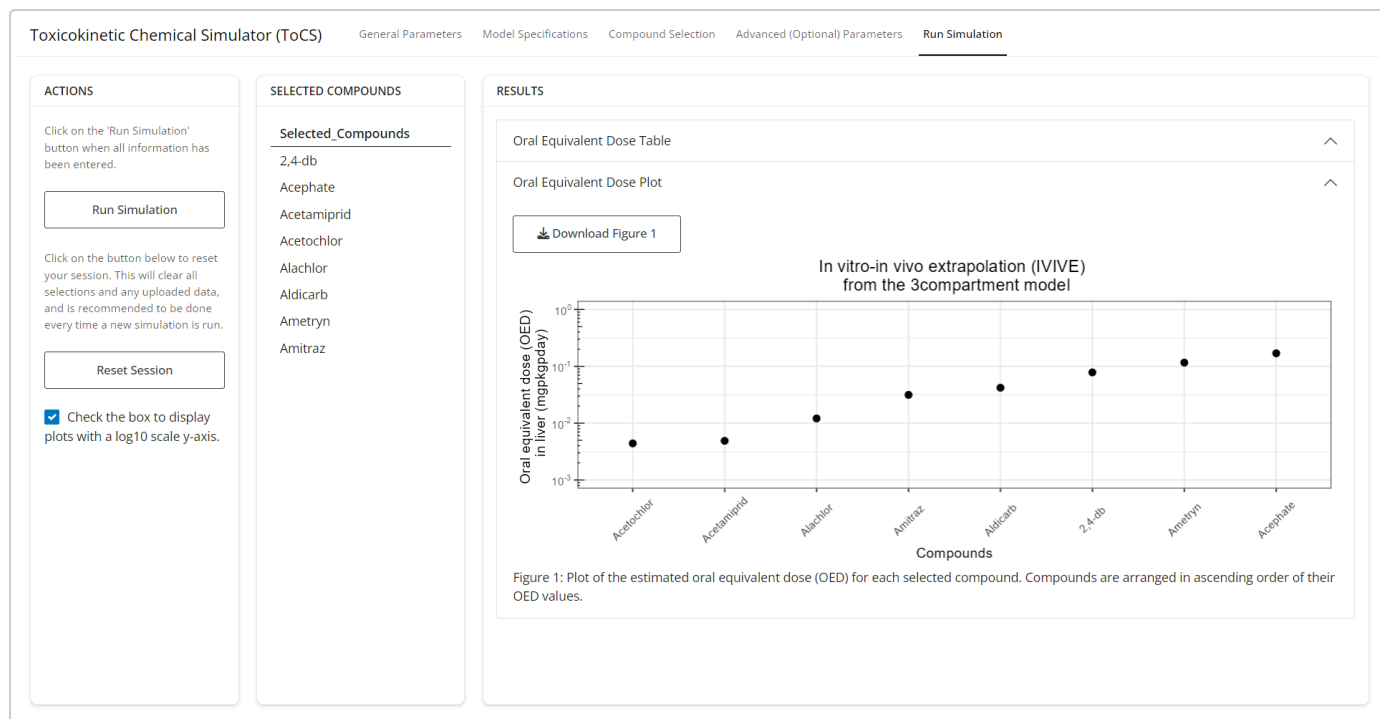 Toxicokinetic Chemical Simulator (ToCS)
General Parameters
Model Specifications
Compound Selection
Advanced (Optional) Parameters
Run Simulation
ACTIONS
Click on the 'Run Simulation'
button when all information has
been entered.
Run Simulation
Click on the button below to reset
your session. This will clear all
selections and any uploaded data,
and is recommended to be done
every time a new simulation is run.
Reset Session
Check the box to display
plots with a log10 scale y-axis.
SELECTED COMPOUNDS
Selected_Compounds
2,4-db
Acephate
Acetamiprid
Acetochlor
Alachlor
Aldicarb
Ametryn
Amitraz
RESULTS
Oral Equivalent Dose Table
Oral Equivalent Dose Plot
Download Figure 1
In vitro-in vivo extrapolation (IVIVE)
from the 3compartment model
Oral equivalent dose (OED)
in liver (mgpkgpday)
10⁰
10⁻¹
10⁻²
10⁻³
Acetochlor
Acetamiprid
Alachlor
Amitraz
Aldicarb
2,4-db
Ametryn
Acephate
Compounds
Figure 1: Plot of the estimated oral equivalent dose (OED) for each selected compound. Compounds are arranged in ascending order of their
OED values.